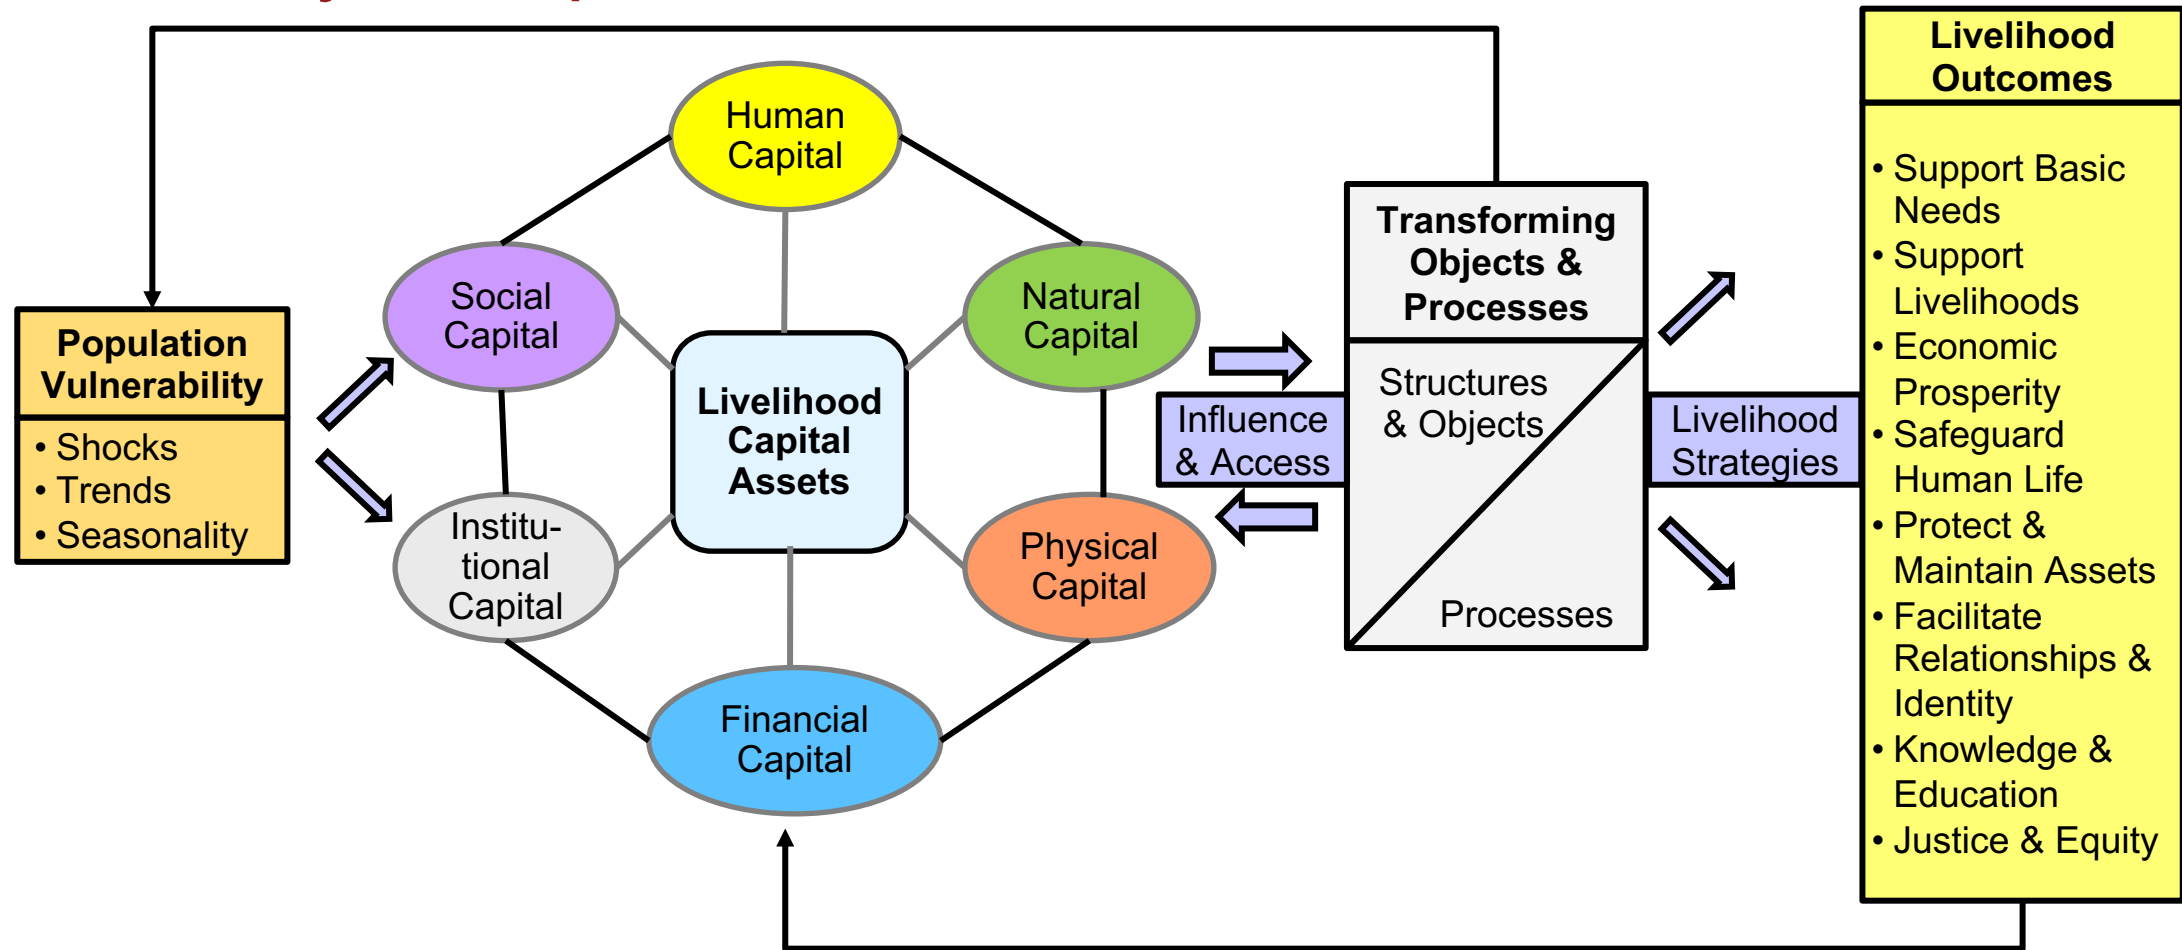 Human
Capital
Social
Capital
Natural
Capital
Population
Vulnerability
• Shocks
• Trends
• Seasonality
Livelihood
Capital
Assets
Institu-
tional
Capital
Physical
Capital
Financial
Capital
Influence
& Access
Transforming
Objects &
Processes
Structures
& Objects
Processes
Livelihood
Strategies
Livelihood
Outcomes
• Support Basic
Needs
• Support
Livelihoods
• Economic
Prosperity
• Safeguard
Human Life
• Protect &
Maintain Assets
• Facilitate
Relationships &
Identity
• Knowledge &
Education
• Justice & Equity